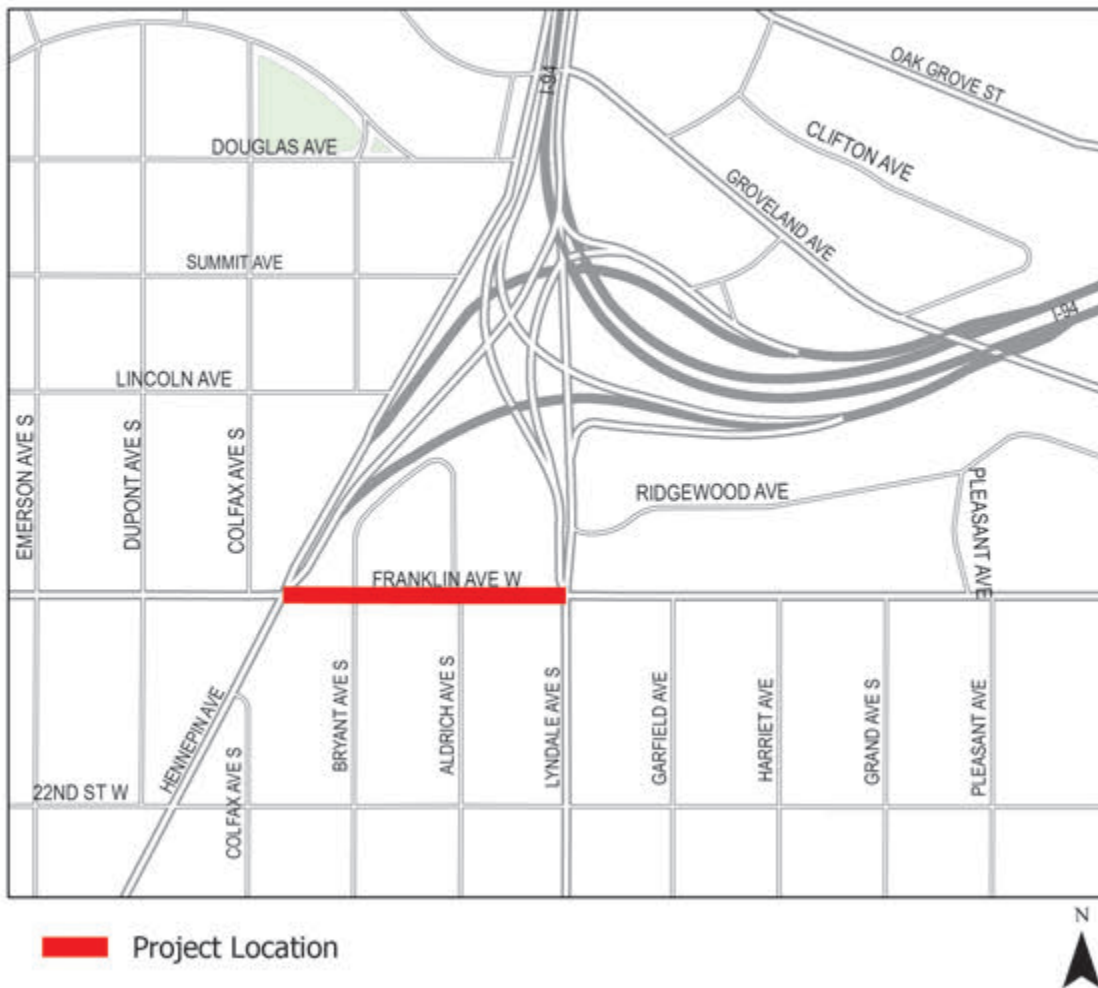 I-94
OAK GROVE ST
CLIFTON AVE
DOUGLAS AVE
GROVELAND AVE
SUMMIT AVE
I-94
LINCOLN AVE
EMERSON AVE S
DUPONT AVE S
COLFAX AVE S
RIDGEWOOD AVE
PLEASANT AVE
FRANKLIN AVE W
HENNEPIN AVE
BRYANT AVE S
ALDRICH AVE S
LYNDALE AVE S
GARFIELD AVE
HARRIET AVE
GRAND AVE S
PLEASANT AVE
22ND ST W
COLFAX AVE S
Project Location
N